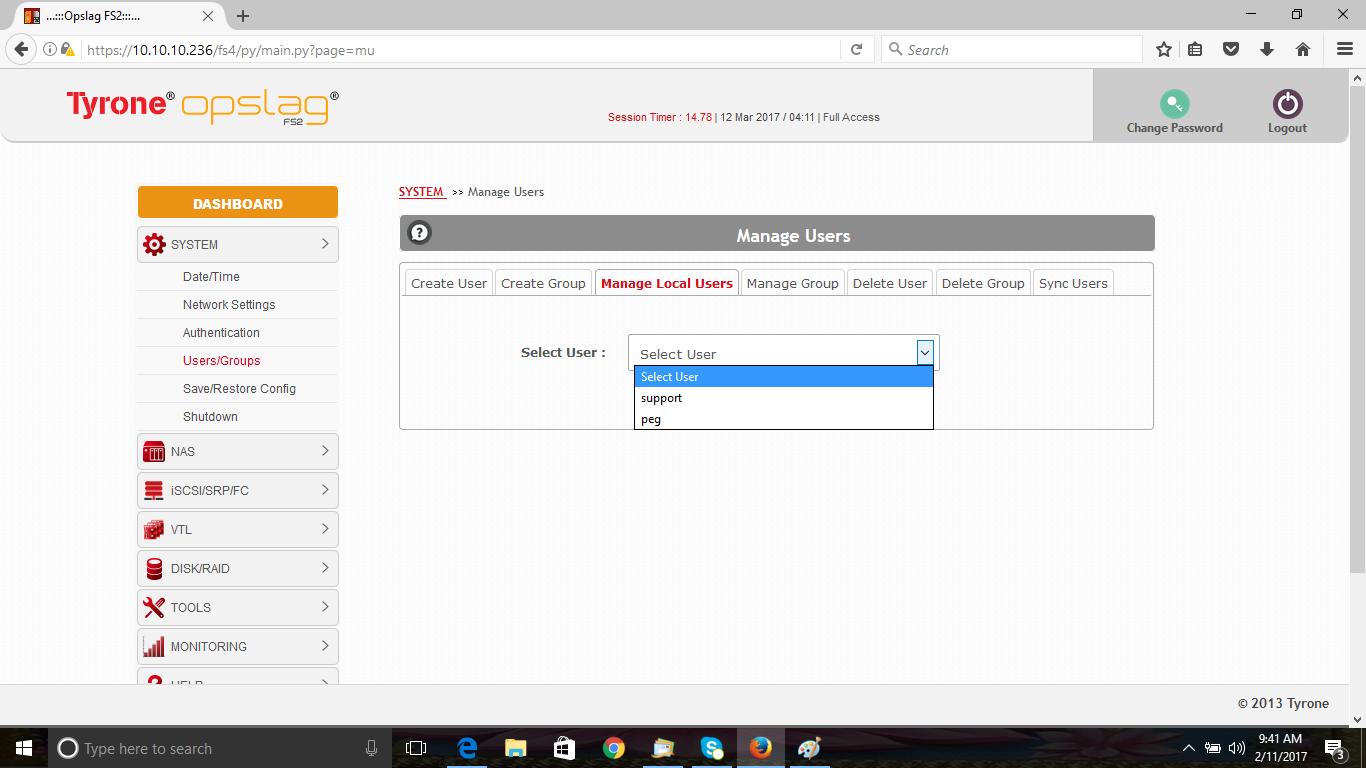 ...:::Opslag FS2:::...
https://10.10.10.236/fs4/py/main.py?page=mu
Search
Tyrone® opslag®
FS2
Session Timer : 14.78 | 12 Mar 2017 / 04:11 | Full Access
Change Password
Logout
DASHBOARD
SYSTEM
Date/Time
Network Settings
Authentication
Users/Groups
Save/Restore Config
Shutdown
NAS
iSCSI/SRP/FC
VTL
DISK/RAID
TOOLS
MONITORING
HELP
SYSTEM >> Manage Users
?
Manage Users
Create User
Create Group
Manage Local Users
Manage Group
Delete User
Delete Group
Sync Users
Select User :
Select User
Select User
support
peg
© 2013 Tyrone
Type here to search
9:41 AM
2/11/2017
3